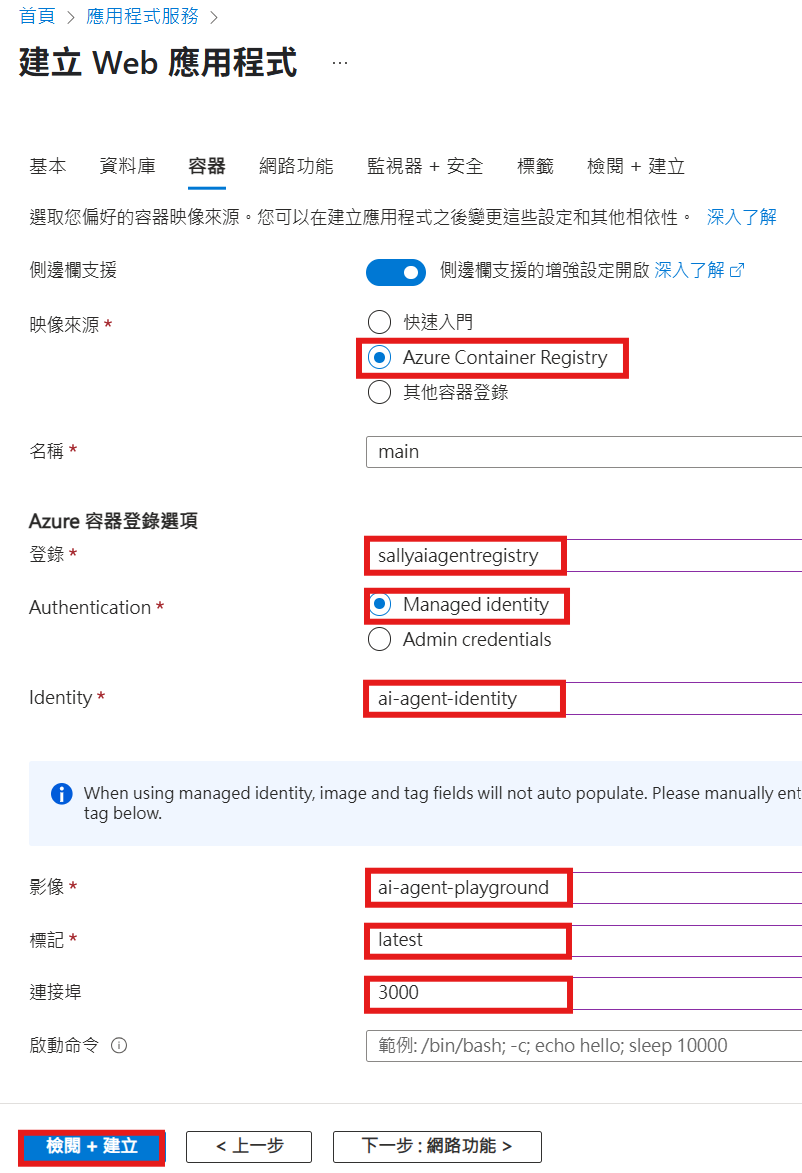 首頁 > 應用程式服務 >
建立 Web 應用程式 ...
基本 資料庫 容器 網路功能 監視器 + 安全 標籤 檢閱 + 建立
選取您偏好的容器映像來源。您可以在建立應用程式之後變更這些設定和其他相依性。 深入了解
側邊欄支援 側邊欄支援的增強設定開啟 深入了解
映像來源 *
快速入門
Azure Container Registry
其他容器登錄
名稱 * main
Azure 容器登錄選項
登錄 * sallyaiagentregistry
Authentication *
Managed identity
Admin credentials
Identity * ai-agent-identity
When using managed identity, image and tag fields will not auto populate. Please manually ent
tag below.
影像 * ai-agent-playground
標記 * latest
連接埠 3000
啟動命令 範例: /bin/bash; -c; echo hello; sleep 10000
檢閱 + 建立 < 上一步 下一步 : 網路功能 >